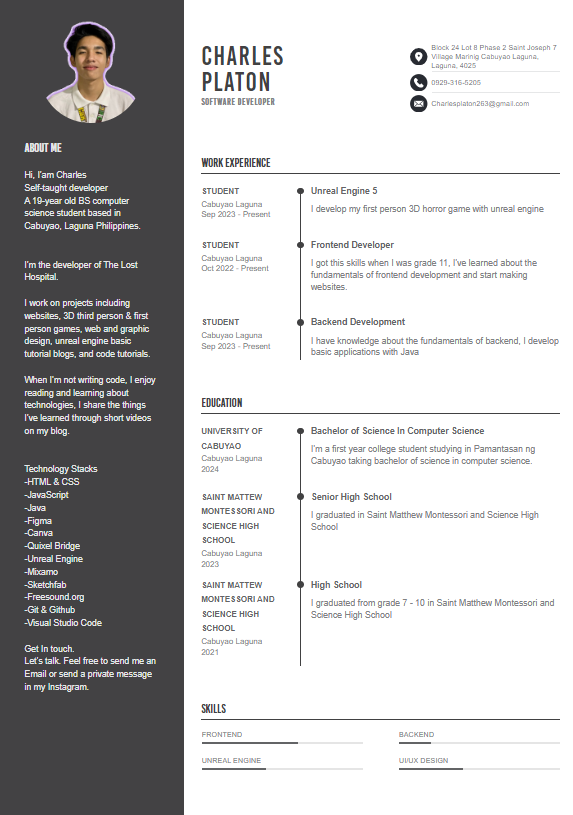 ABOUT ME
Hi, I'am Charles
Self-taught developer
A 19-year old BS computer
science student based in
Cabuyao, Laguna Philippines.
I'm the developer of The Lost
Hospital.
I work on projects including
websites, 3D third person & first
person games, web and graphic
design, unreal engine basic
tutorial blogs, and code tutorials.
When I'm not writing code, I enjoy
reading and learning about
technologies, I share the things
I've learned through short videos
on my blog.
Technology Stacks
-HTML & CSS
-JavaScript
-Java
-Figma
-Canva
-Quixel Bridge
-Unreal Engine
-Mixamo
-Sketchfab
-Freesound.org
-Git & Github
-Visual Studio Code
Get In touch.
Let's talk. Feel free to send me an
Email or send a private message
in my Instagram.
CHARLES
PLATON
SOFTWARE DEVELOPER
Block 24 Lot 8 Phase 2 Saint Joseph 7
Village Marinig Cabuyao Laguna,
Laguna, 4025
0929-316-5205
Charlesplaton263@gmail.com
WORK EXPERIENCE
STUDENT
Cabuyao Laguna
Sep 2023 - Present
Unreal Engine 5
I develop my first person 3D horror game with unreal engine
STUDENT
Cabuyao Laguna
Oct 2022 - Present
Frontend Developer
I got this skills when I was grade 11, I've learned about the
fundamentals of frontend development and start making
websites.
STUDENT
Cabuyao Laguna
Sep 2023 - Present
Backend Development
I have knowledge about the fundamentals of backend, I develop
basic applications with Java
EDUCATION
UNIVERSITY OF
CABUYAO
Cabuyao Laguna
2024
Bachelor of Science In Computer Science
I'm a first year college student studying in Pamantasan ng
Cabuyao taking bachelor of science in computer science.
SAINT MATTEW
MONTESSORI AND
SCIENCE HIGH
SCHOOL
Cabuyao Laguna
2023
Senior High School
I graduated in Saint Matthew Montessori and Science High
School
SAINT MATTEW
MONTESSORI AND
SCIENCE HIGH
SCHOOL
Cabuyao Laguna
2021
High School
I graduated from grade 7 - 10 in Saint Matthew Montessori and
Science High School
SKILLS
FRONTEND
BACKEND
UNREAL ENGINE
UI/UX DESIGN